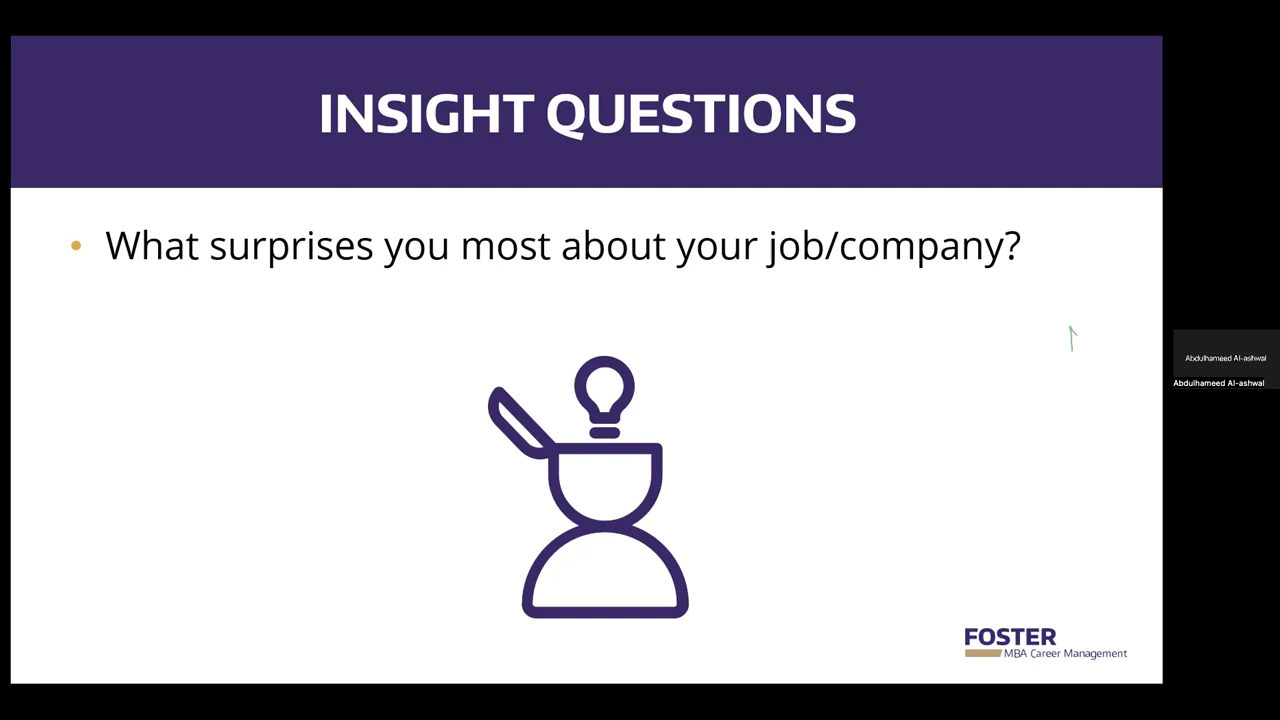 INSIGHT QUESTIONS
• What surprises you most about your job/company?
Abdulhameed Al-ashwal
Abdulhameed Al-ashwal
FOSTER
MBA Career Management